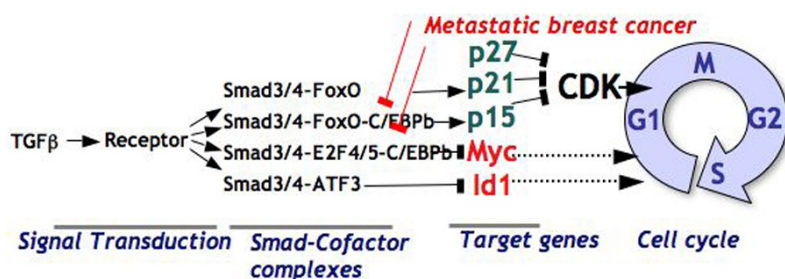 Metastatic breast cancer
p27
Smad3/4-FoxO p21 CDK M
Smad3/4-FoxO-C/EBPb p15 G1 G2
TGFβ Receptor
Smad3/4-E2F4/5-C/EBPb Myc
Smad3/4-ATF3 Id1 S
Signal Transduction Smad-Cofactor Target genes Cell cycle
complexes